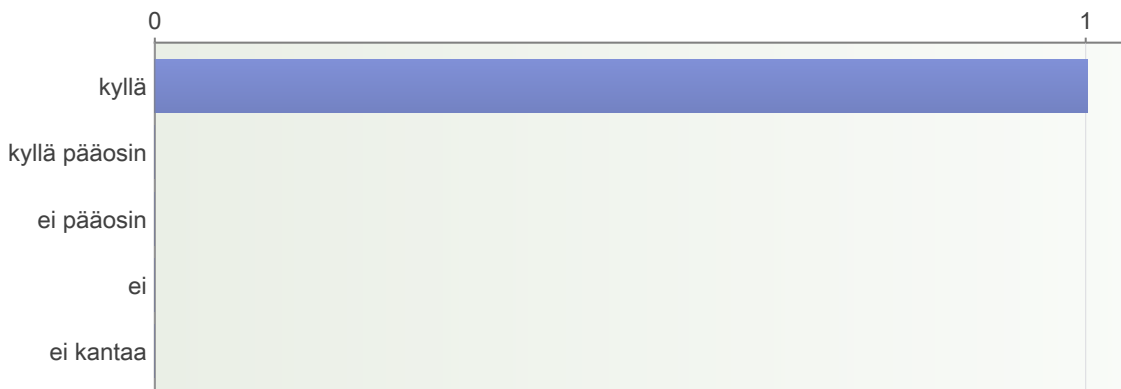 0 1
kyllä
kyllä pääosin
ei pääosin
ei
ei kantaa